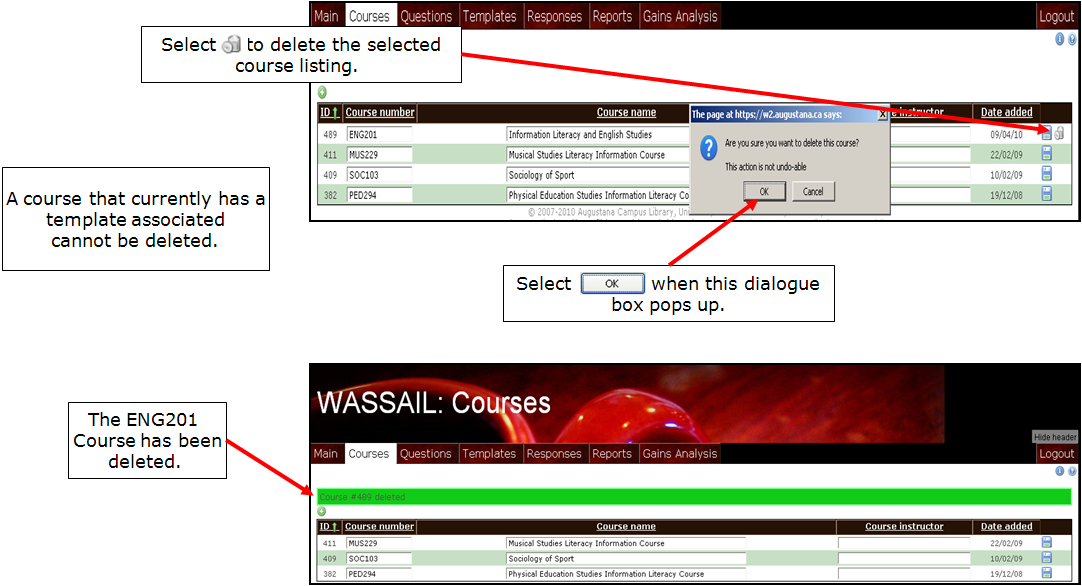 Main Courses Questions Templates Responses Reports Gains Analysis Logout
Select to delete the selected
course listing.
ID Course number Course name e instructor Date added
489 ENG201 Information Literacy and English Studies 09/04/10
411 MUS229 Musical Studies Literacy Information Course 22/02/09
409 SOC103 Sociology of Sport 10/02/09
382 PED294 Physical Education Studies Information Literacy Co 19/12/08
© 2007-2010 Augustana Campus Library, Uni
The page at https://w2.augustana.ca says:
Are you sure you want to delete this course?
This action is not undo-able
OK Cancel
A course that currently has a
template associated
cannot be deleted.
Select OK when this dialogue
box pops up.
WASSAIL: Courses
Hide header
Main Courses Questions Templates Responses Reports Gains Analysis Logout
The ENG201
Course has been
deleted.
Course #489 deleted
ID Course number Course name Course instructor Date added
411 MUS229 Musical Studies Literacy Information Course 22/02/09
409 SOC103 Sociology of Sport 10/02/09
382 PED294 Physical Education Studies Information Literacy Course 19/12/08